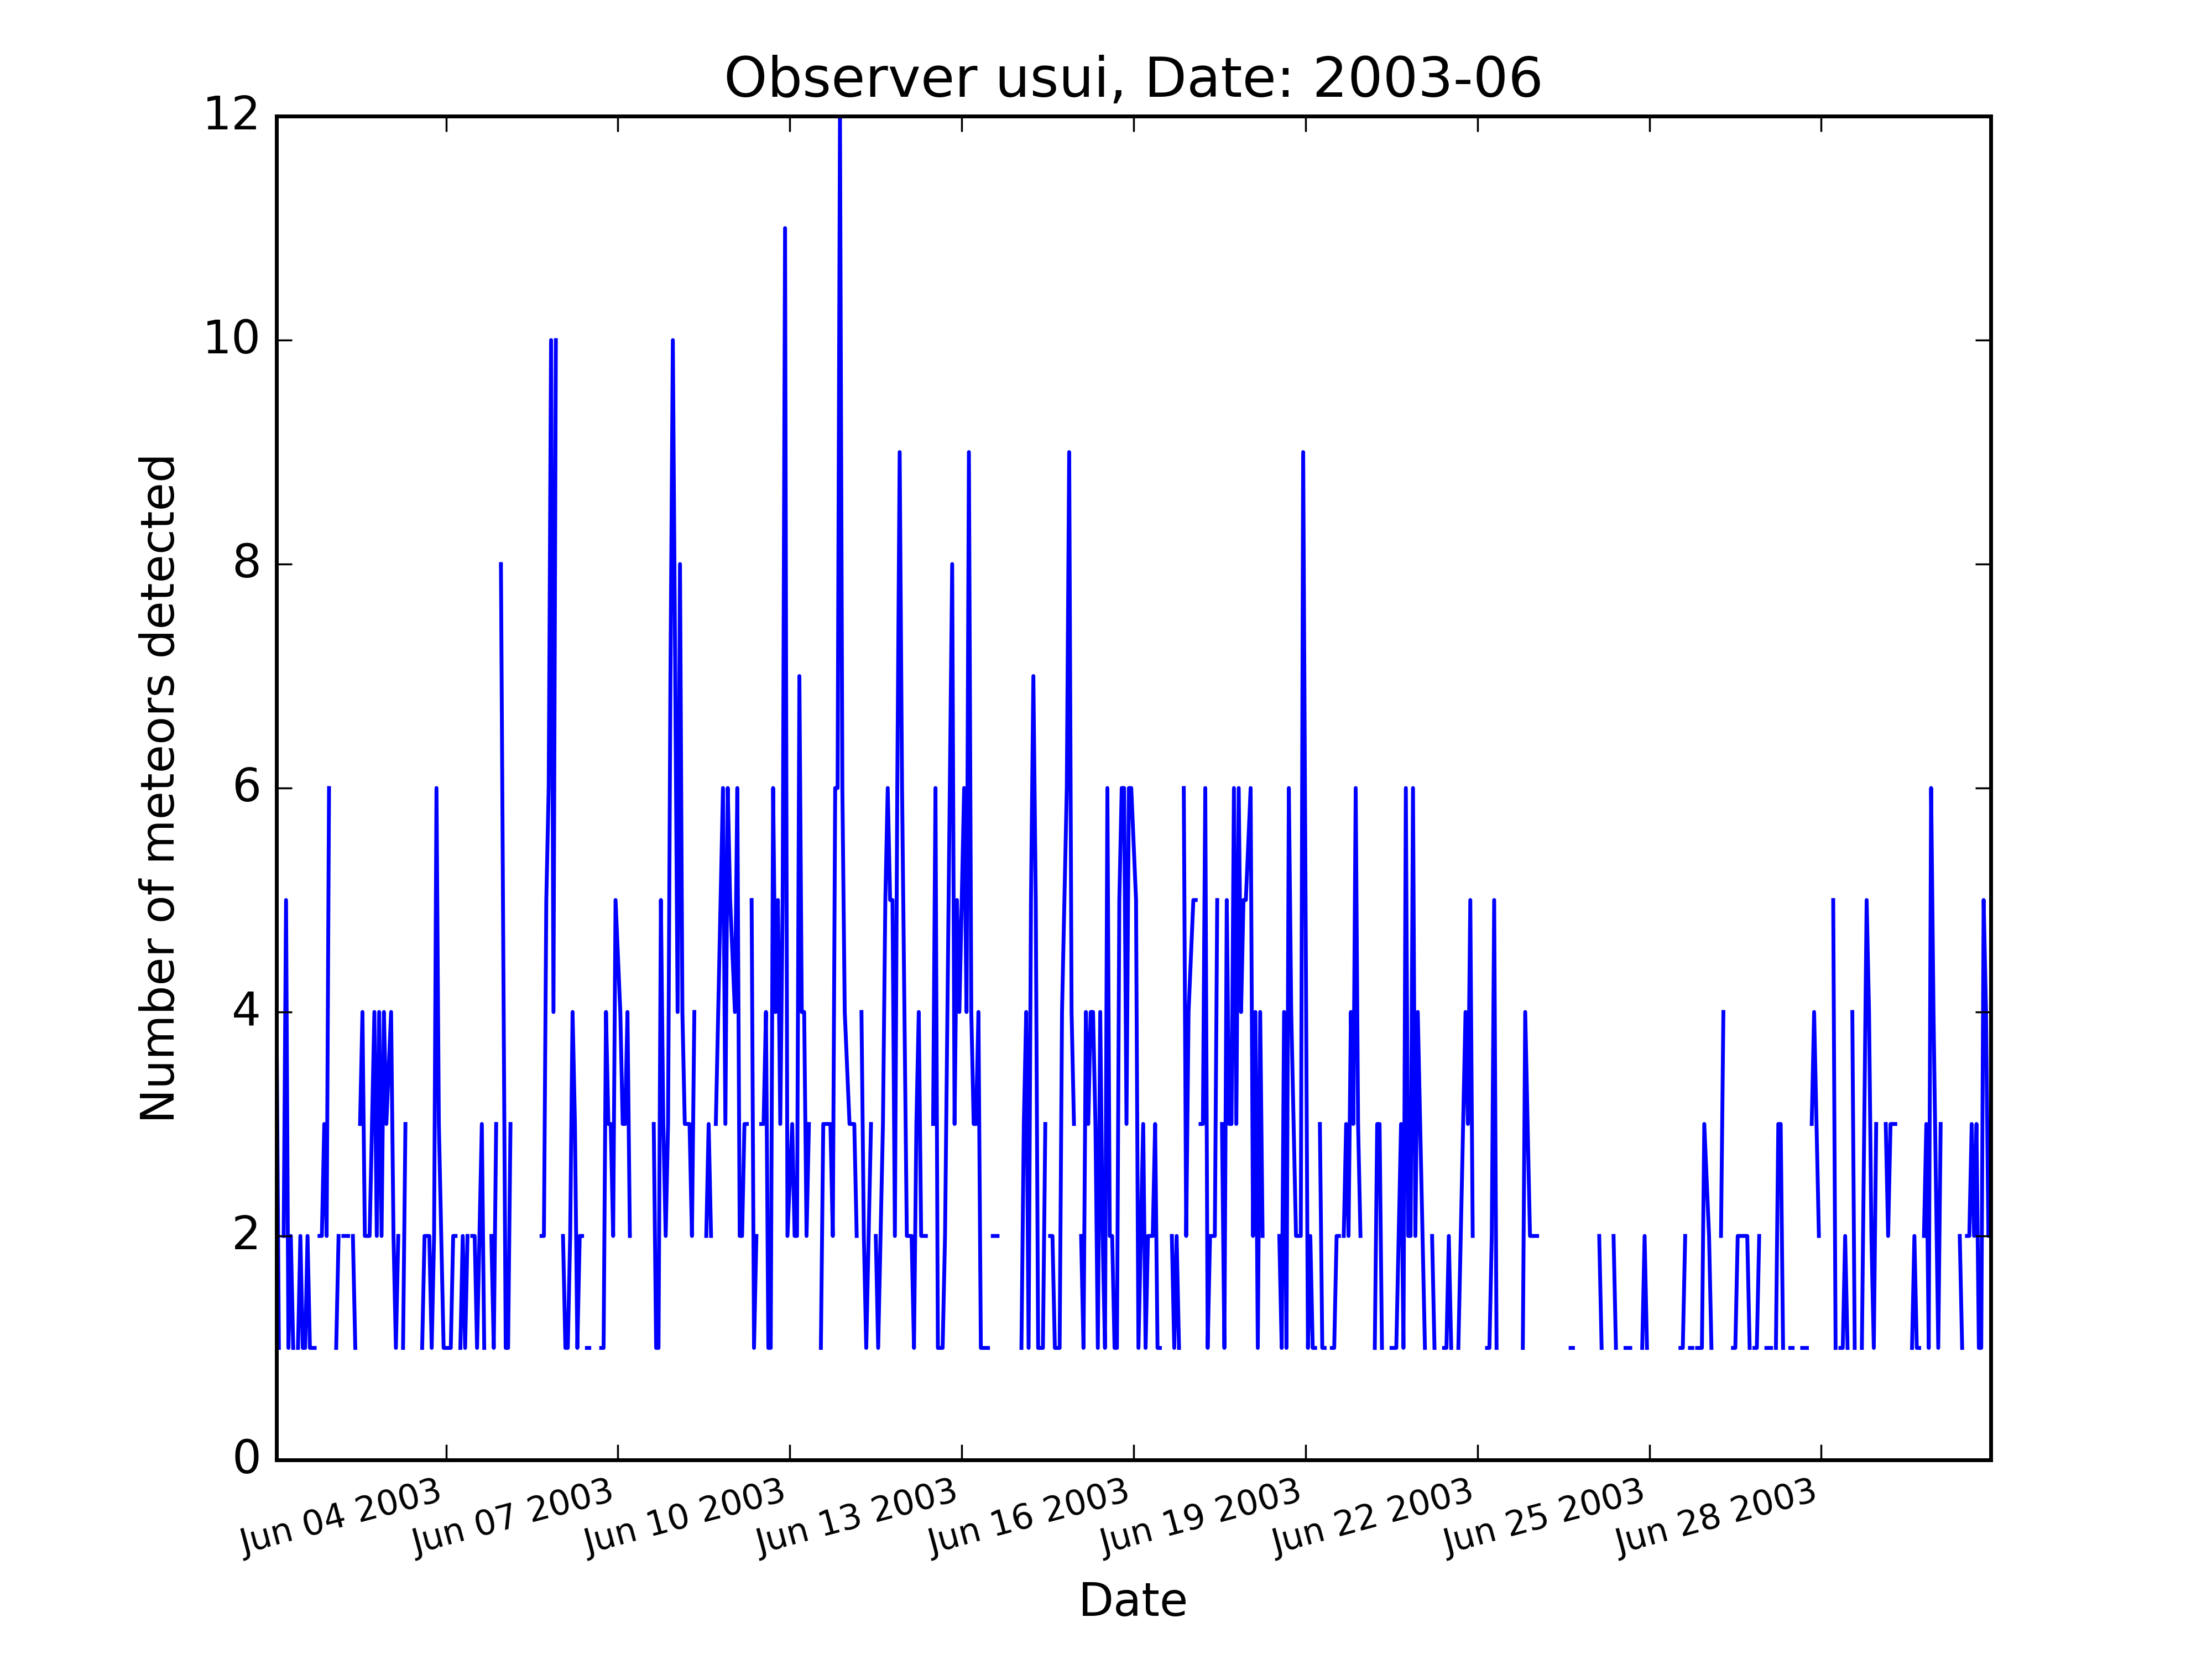 Observer usui, Date: 2003-06
12
10
8
6
4
2
0
Number of meteors detected
Jun 04 2003
Jun 07 2003
Jun 10 2003
Jun 13 2003
Jun 16 2003
Jun 19 2003
Jun 22 2003
Jun 25 2003
Jun 28 2003
Date